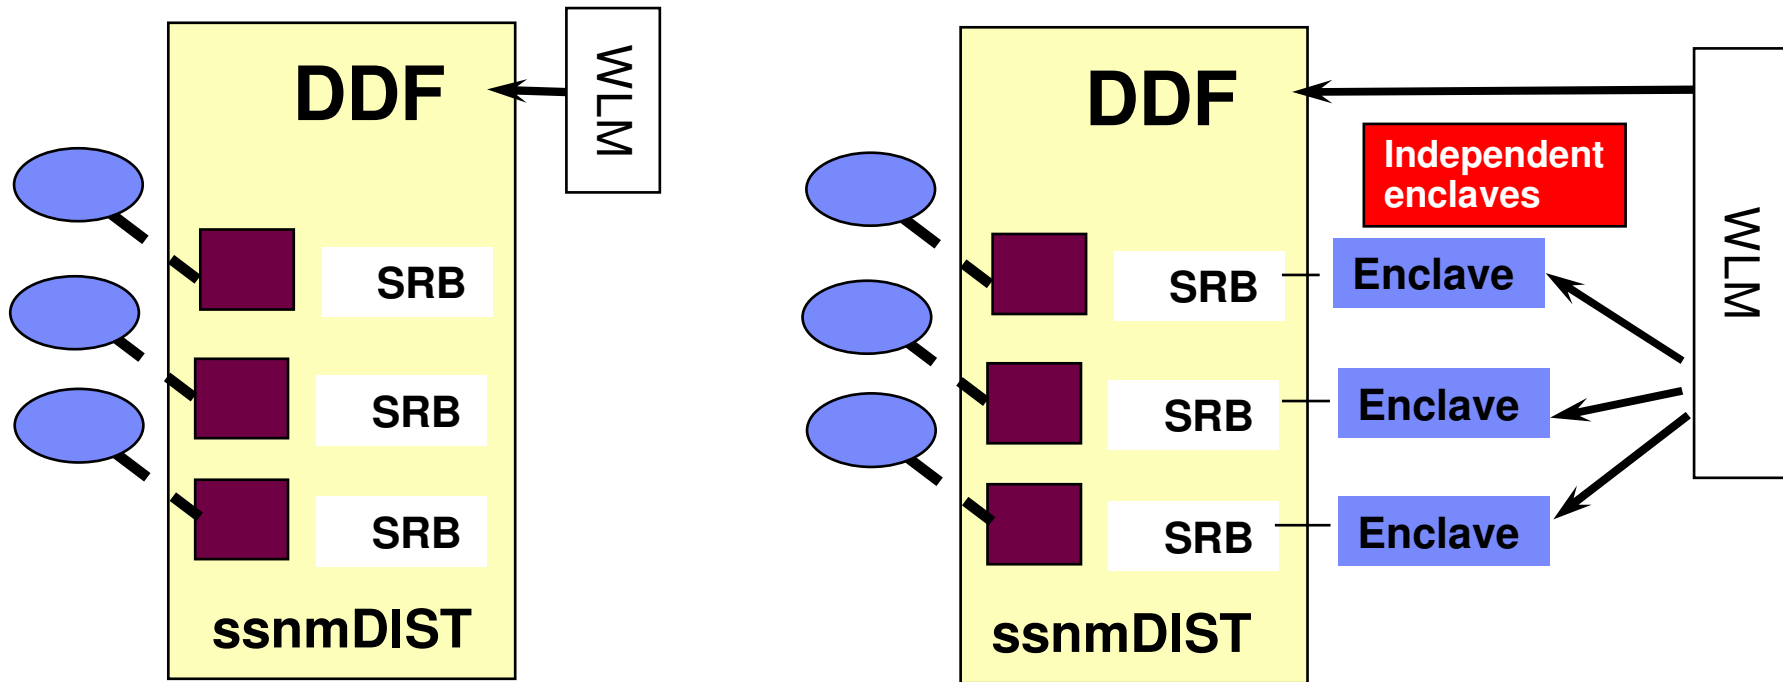 DDF
WLM
SRB
SRB
SRB
ssnmDIST
DDF
Independent
enclaves
WLM
SRB
Enclave
SRB
Enclave
SRB
Enclave
ssnmDIST